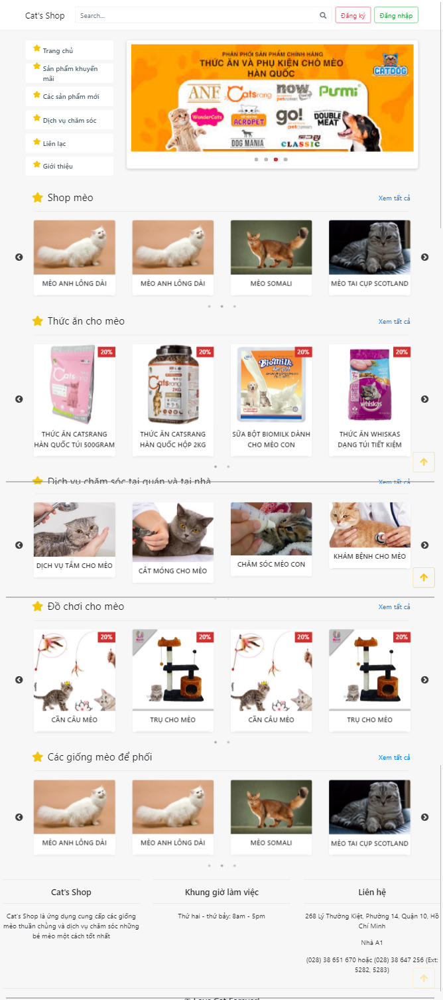 Cat's Shop
Search...
Đăng ký
Đăng nhập
Trang chủ
Sản phẩm khuyến
mãi
Các sản phẩm mới
Dịch vụ chăm sóc
Liên lạc
Giới thiệu
PHÂN PHỐI SẢN PHẨM CHÍNH HÃNG
THỨC ĂN VÀ PHỤ KIỆN CHÓ MÈO
HÀN QUỐC
CATDOG
ANF
Catsrang
now
Pusmi
WonderCats
ACROPET
go!
DOUBLE
MEAT
DOG MANIA
CLASSIC
Shop mèo
Xem tất cả
MÈO ANH LÔNG DÀI
MÈO ANH LÔNG DÀI
MÈO SOMALI
MÈO TAI CỤP SCOTLAND
Thức ăn cho mèo
Xem tất cả
20%
20%
20%
20%
Catsrang
Catsrang
2KG
BioMilk
whiskas
THỨC ĂN CATSRANG
HÀN QUỐC TÚI 500GRAM
THỨC ĂN CATSRANG
HÀN QUỐC HỘP 2KG
SỮA BỘT BIOMILK DÀNH
CHO MÈO CON
THỨC ĂN WHISKAS
DẠNG TÚI TIẾT KIỆM
Dịch vụ chăm sóc tại quán và tại nhà
Xem tất cả
DỊCH VỤ TẮM CHO MÈO
CẮT MÓNG CHO MÈO
CHĂM SÓC MÈO CON
KHÁM BỆNH CHO MÈO
Đồ chơi cho mèo
Xem tất cả
20%
20%
20%
20%
CẦN CÂU MÈO
TRỤ CHO MÈO
CẦN CÂU MÈO
TRỤ CHO MÈO
Các giống mèo để phối
Xem tất cả
MÈO ANH LÔNG DÀI
MÈO ANH LÔNG DÀI
MÈO SOMALI
MÈO TAI CỤP SCOTLAND
Cat's Shop
Cat's Shop là ứng dụng cung cấp các giống
mèo thuần chủng và dịch vụ chăm sóc những
bé mèo một cách tốt nhất
Khung giờ làm việc
Thứ hai - thứ bảy: 8am - 5pm
Liên hệ
268 Lý Thường Kiệt, Phường 14, Quận 10, Hồ
Chí Minh
Nhà A1
(028) 38 651 670 hoặc (028) 38 647 256 (Ext:
5282, 5283)
© Love Cat Forever!